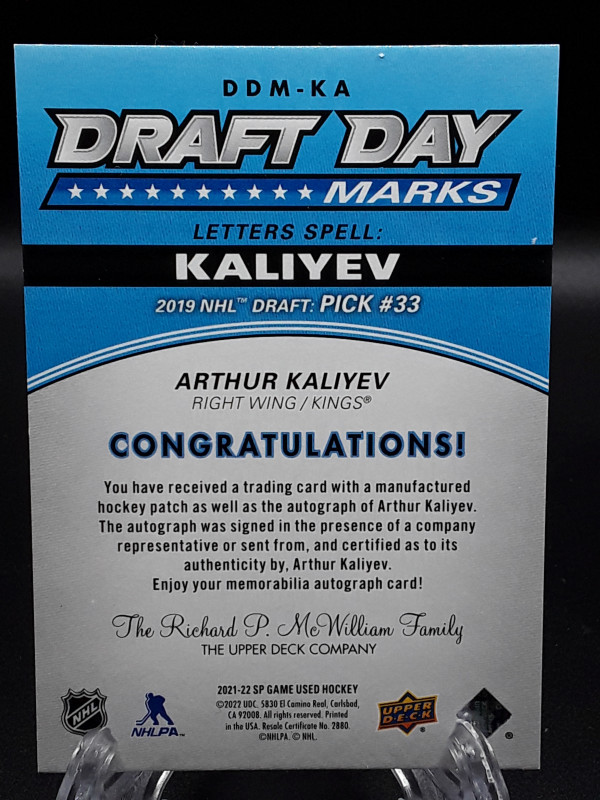 DDM-KA
DRAFT DAY
MARKS
LETTERS SPELL:
KALIYEV
2019 NHL™ DRAFT: PICK #33
ARTHUR KALIYEV
RIGHT WING / KINGS®
CONGRATULATIONS!
You have received a trading card with a manufactured
hockey patch as well as the autograph of Arthur Kaliyev.
The autograph was signed in the presence of a company
representative or sent from, and certified as to its
authenticity by, Arthur Kaliyev.
Enjoy your memorabilia autograph card!
The Richard P. McWilliam Family
THE UPPER DECK COMPANY
2021-22 SP GAME USED HOCKEY
©2022 UDC. 5830 El Camino Real, Carlsbad,
CA 92008. All rights reserved. Printed
in the USA. Resale Certificate No. 2880.
©NHLPA. © NHL.
NHL
NHLPA™
UPPER
DECK
®